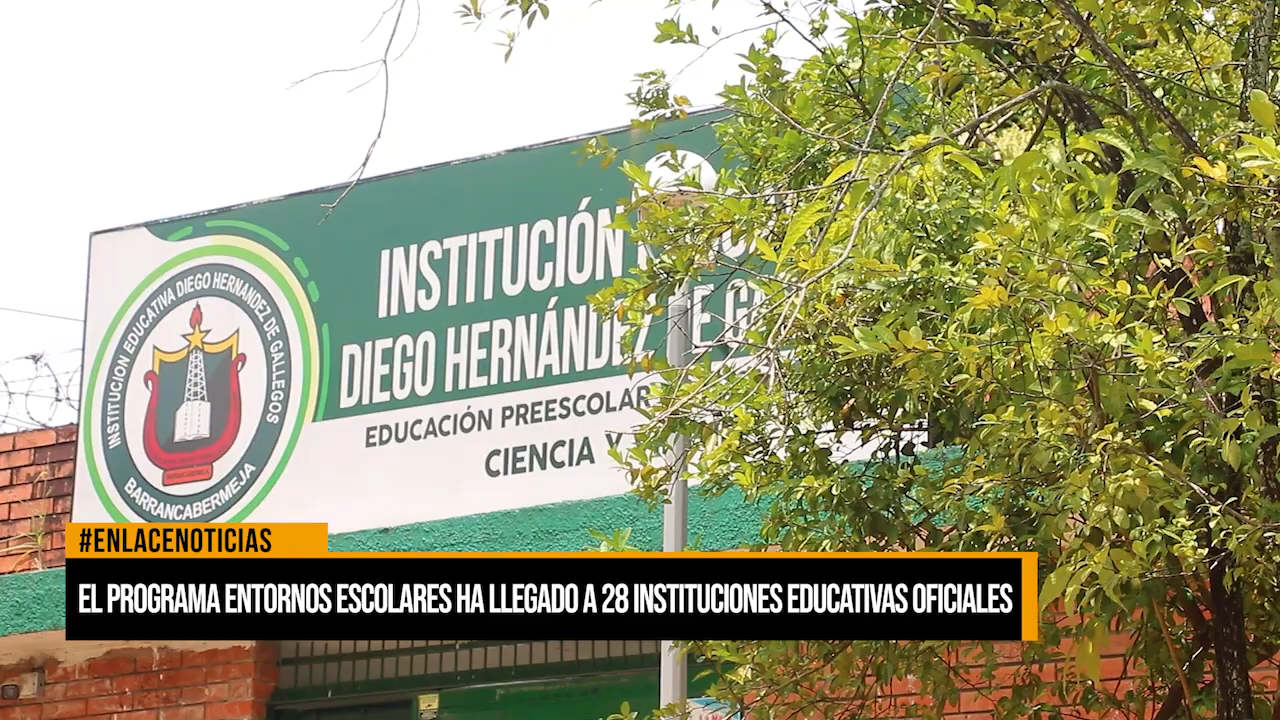 INSTITUCIÓN
DIEGO HERNÁNDEZ DE
EDUCACIÓN PREESCOLAR
CIENCIA Y
INSTITUCION EDUCATIVA DIEGO HERNANDEZ DE GALLEGOS
BARRANCABERMEJA
#ENLACENOTICIAS
EL PROGRAMA ENTORNOS ESCOLARES HA LLEGADO A 28 INSTITUCIONES EDUCATIVAS OFICIALES